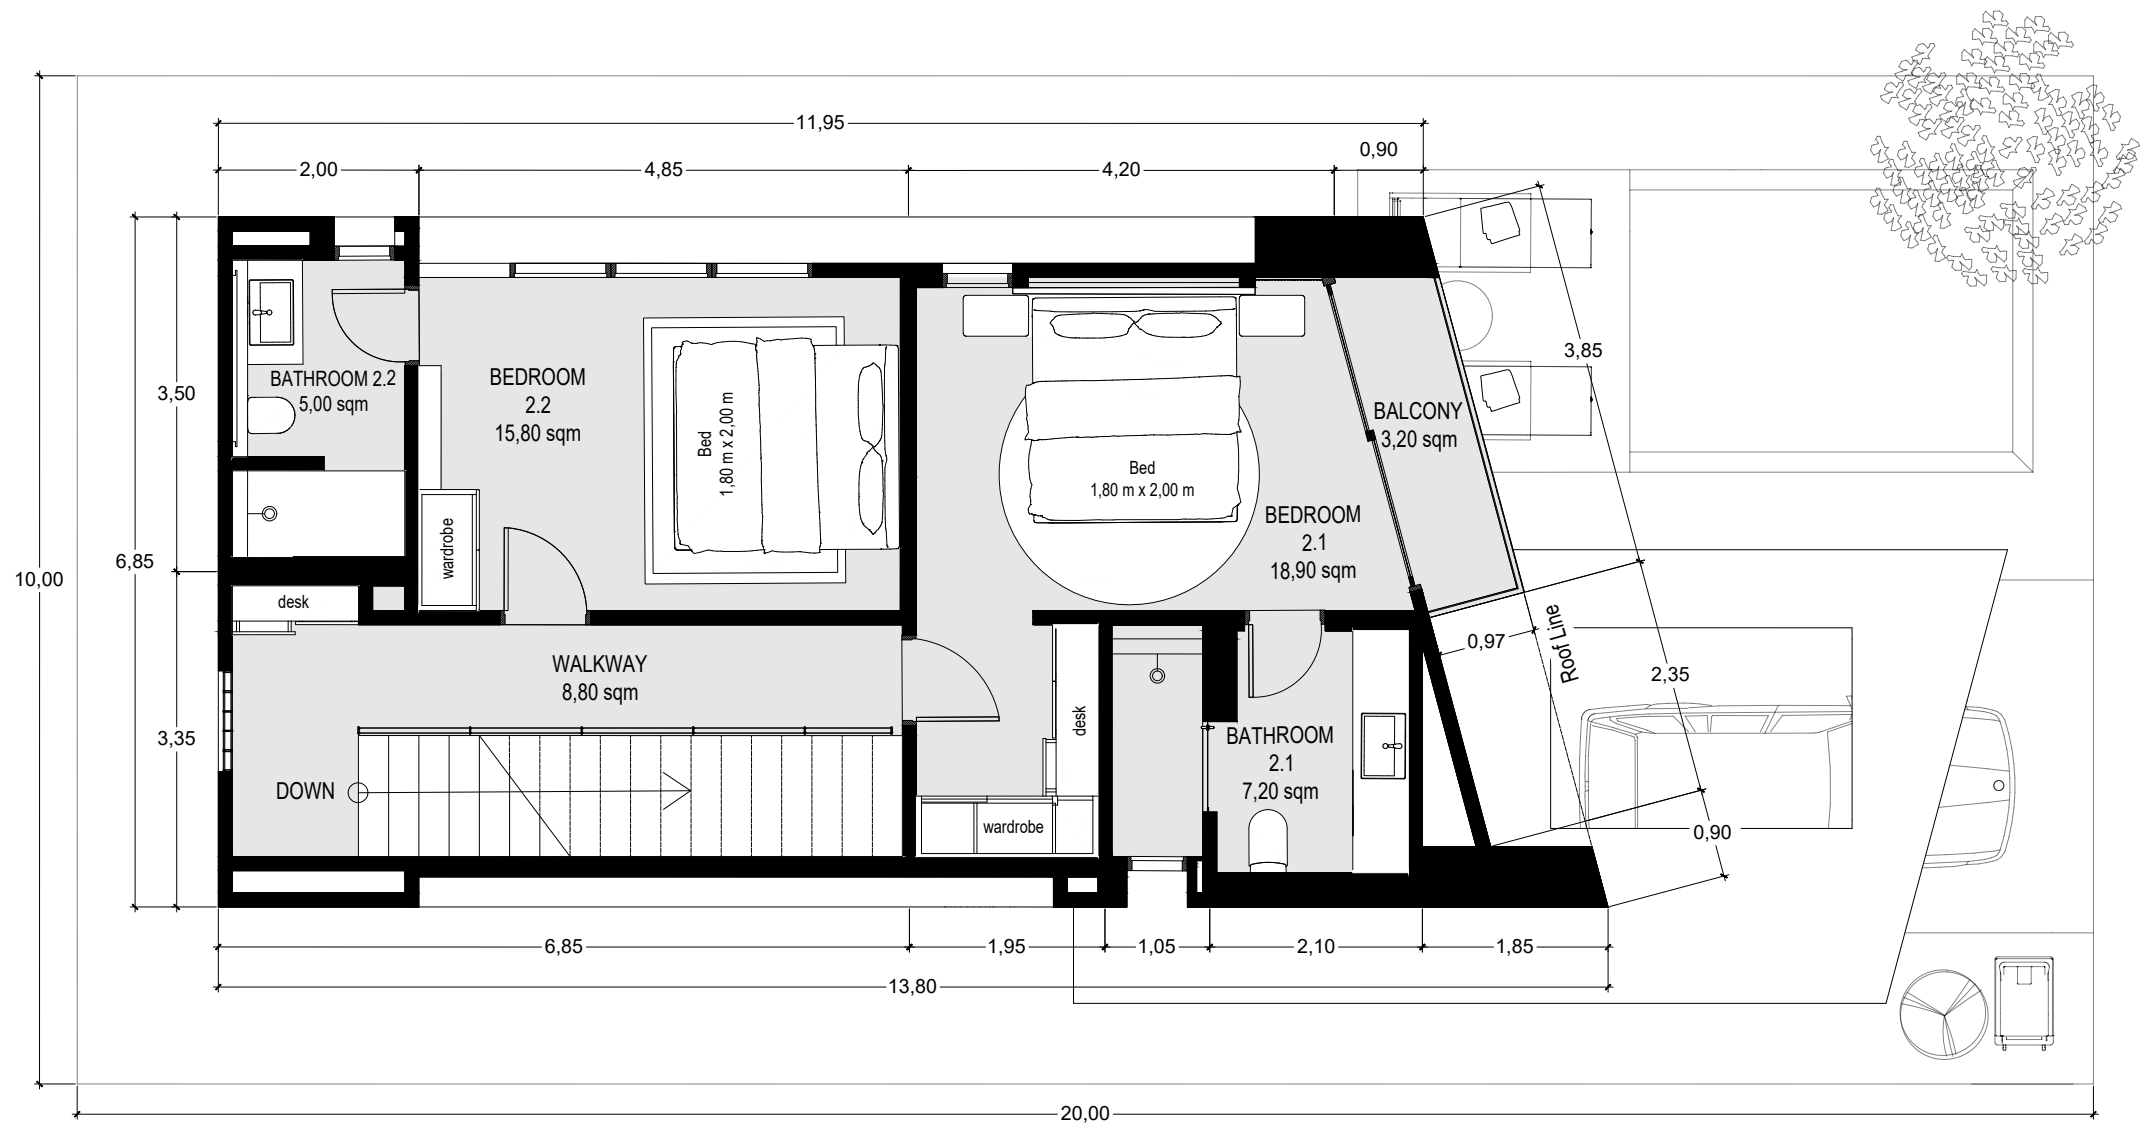 11,95
0,90
2,00
4,85
4,20
3,85
BATHROOM 2.2
5,00 sqm
BEDROOM
2.2
15,80 sqm
Bed
1,80 m x 2,00 m
BALCONY
3,20 sqm
3,50
Bed
1,80 m x 2,00 m
BEDROOM
2.1
18,90 sqm
wardrobe
6,85
10,00
desk
Roof Line
0,97
WALKWAY
8,80 sqm
2,35
desk
3,35
BATHROOM
2.1
7,20 sqm
DOWN
wardrobe
0,90
6,85
1,95
1,05
2,10
1,85
13,80
20,00